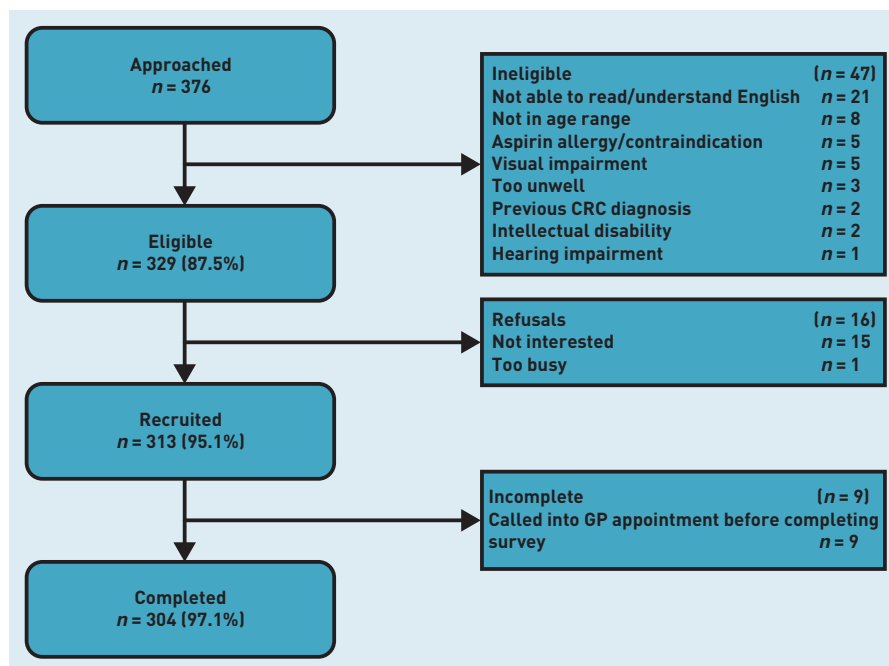 Approached
n = 376
Ineligible (n = 47)
Not able to read/understand English n = 21
Not in age range n = 8
Aspirin allergy/contraindication n = 5
Visual impairment n = 5
Too unwell n = 3
Previous CRC diagnosis n = 2
Intellectual disability n = 2
Hearing impairment n = 1
Eligible
n = 329 (87.5%)
Refusals (n = 16)
Not interested n = 15
Too busy n = 1
Recruited
n = 313 (95.1%)
Incomplete (n = 9)
Called into GP appointment before completing
survey n = 9
Completed
n = 304 (97.1%)